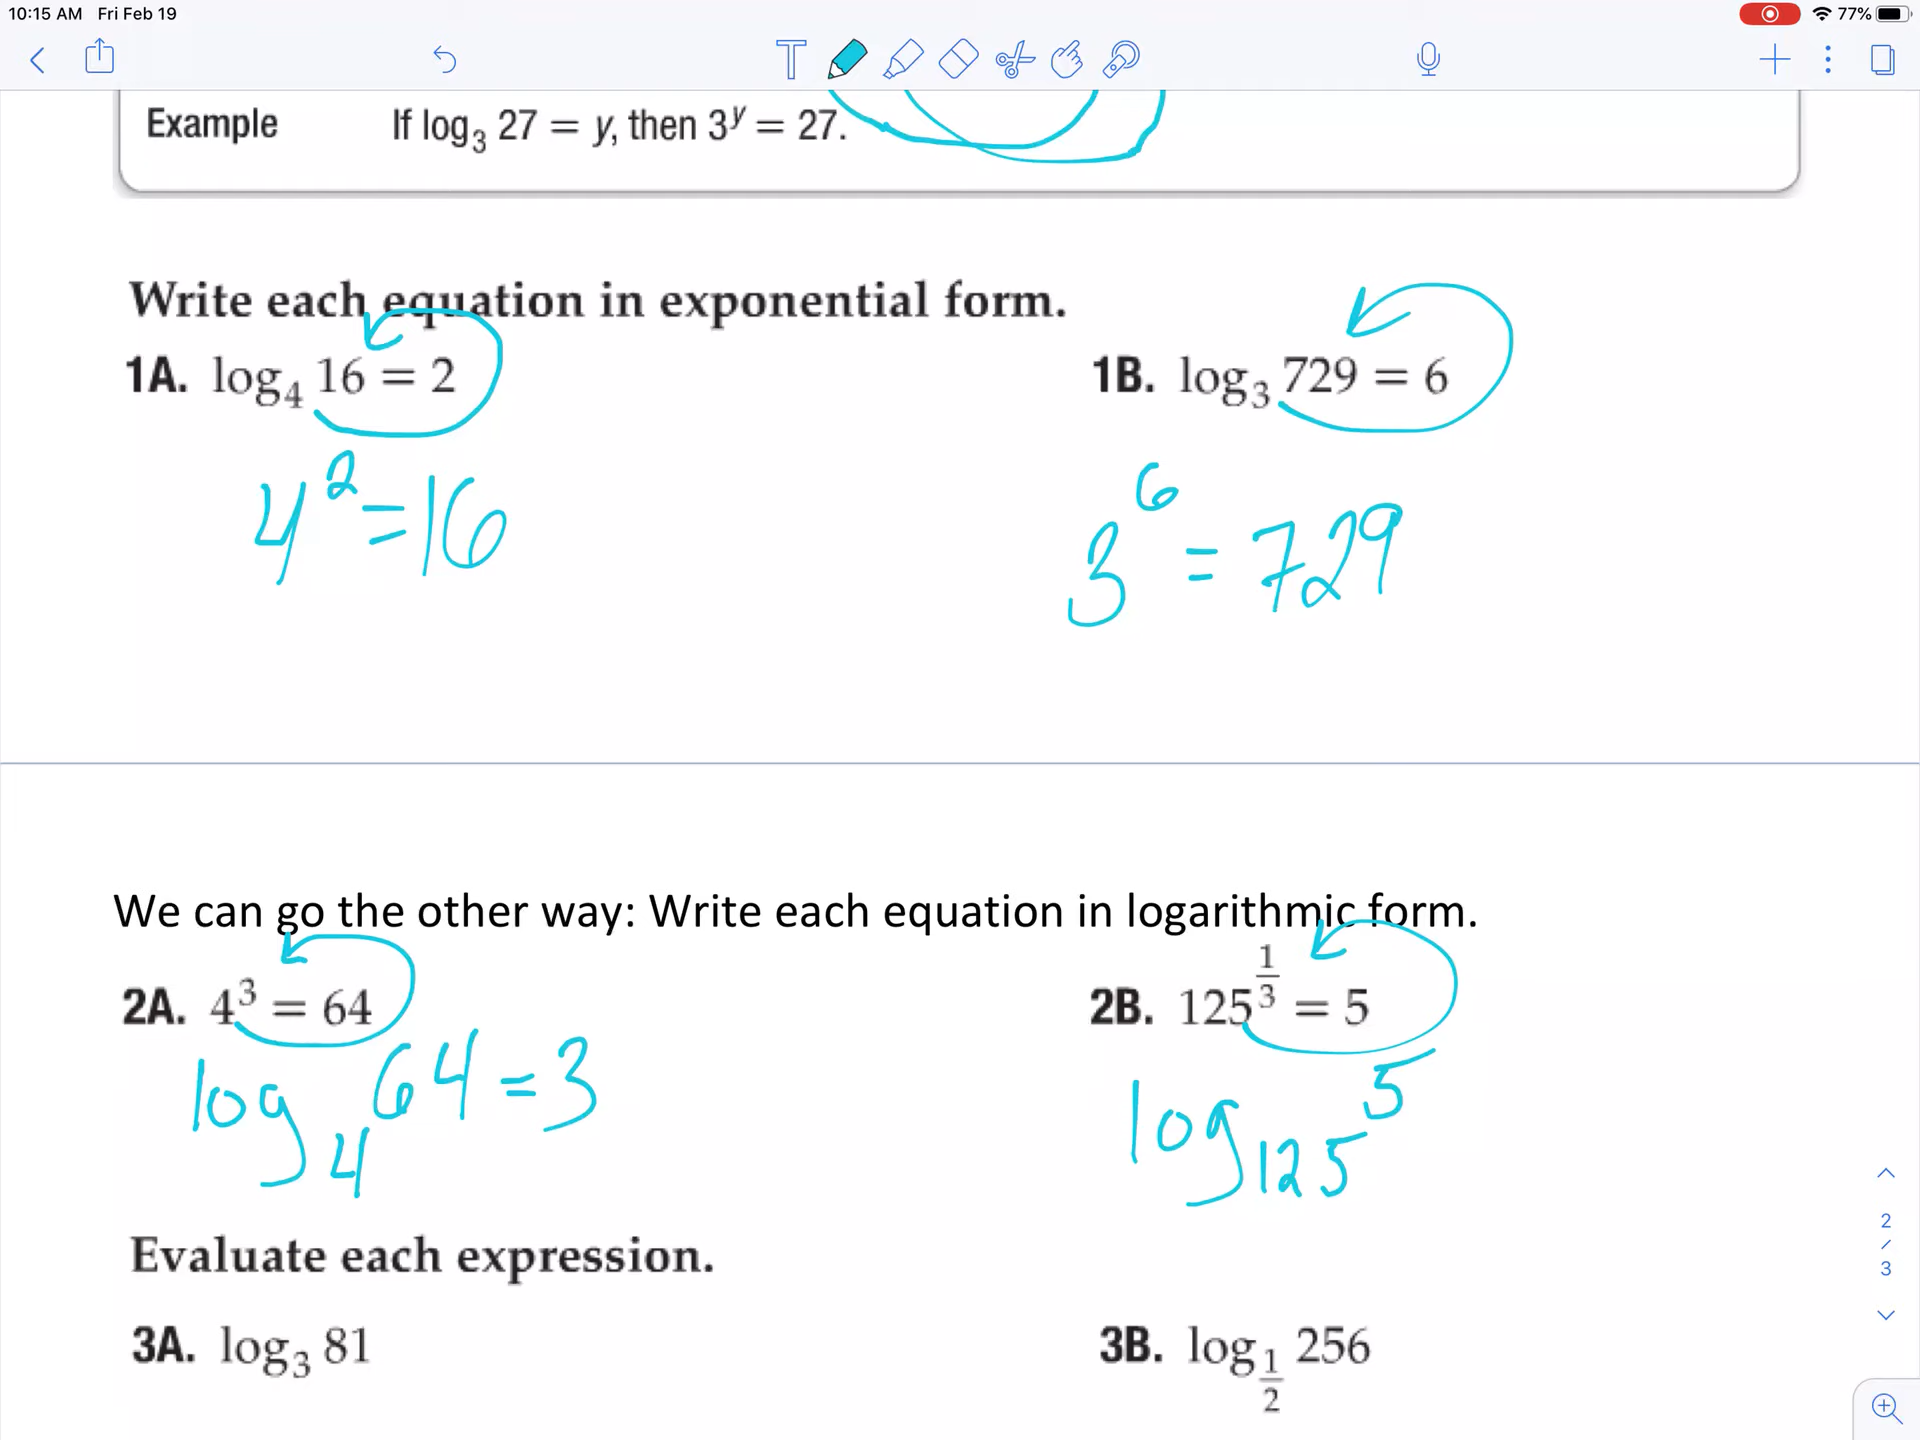 10:15 AM Fri Feb 19 77%
Example If log₃ 27 = y, then 3ʸ = 27.
Write each equation in exponential form.
1A. log₄ 16 = 2 1B. log₃ 729 = 6
4² = 16 3⁶ = 729
We can go the other way: Write each equation in logarithmic form.
2A. 4³ = 64 2B. 125^(1/3) = 5
log₄ 64 = 3 log₁₂₅ 5
Evaluate each expression.
3A. log₃ 81 3B. log_(1/2) 256
2
/
3